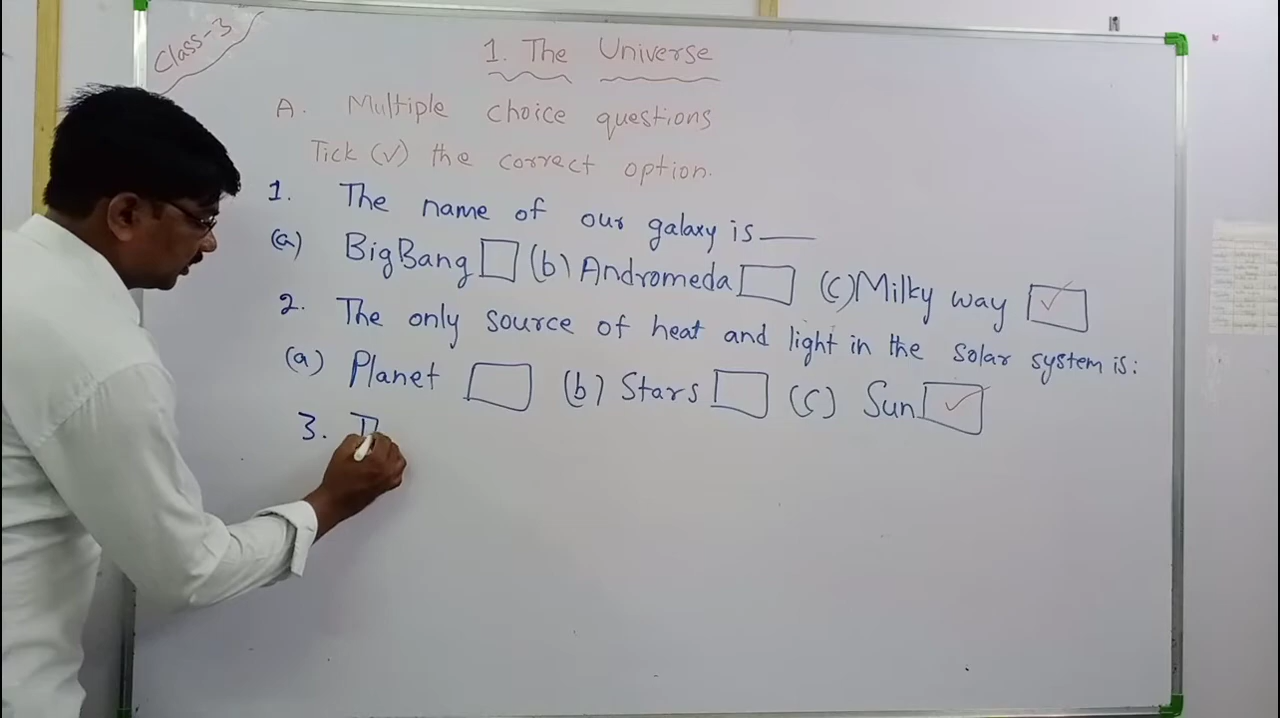 Class-3
1. The Universe
A. Multiple choice questions
Tick (√) the correct option.
1. The name of our galaxy is ___
(a) BigBang □ (b) Andromeda □ (c) Milky way ☑
2. The only source of heat and light in the solar system is:
(a) Planet □ (b) Stars □ (c) Sun ☑
3.